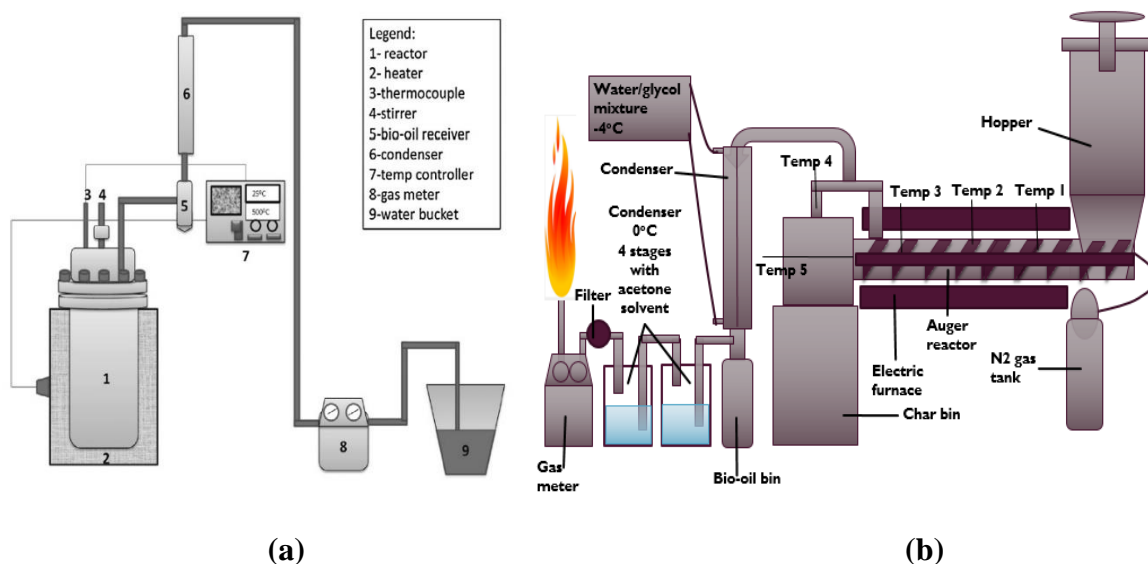 Legend:
1- reactor
2- heater
3-thermocouple
4-stirrer
5-bio-oil receiver
6-condenser
7-temp controller
8-gas meter
9-water bucket
6
3 4
5
25ºC
500ºC
7
1
2
8
9
(a)
Water/glycol
mixture
-4°C
Hopper
Condenser
Temp 4
Temp 3
Temp 2
Temp 1
Condenser
0°C
4 stages
with
acetone
solvent
Temp 5
Filter
Auger
reactor
Electric
furnace
N2 gas
tank
Char bin
Gas
meter
Bio-oil bin
(b)